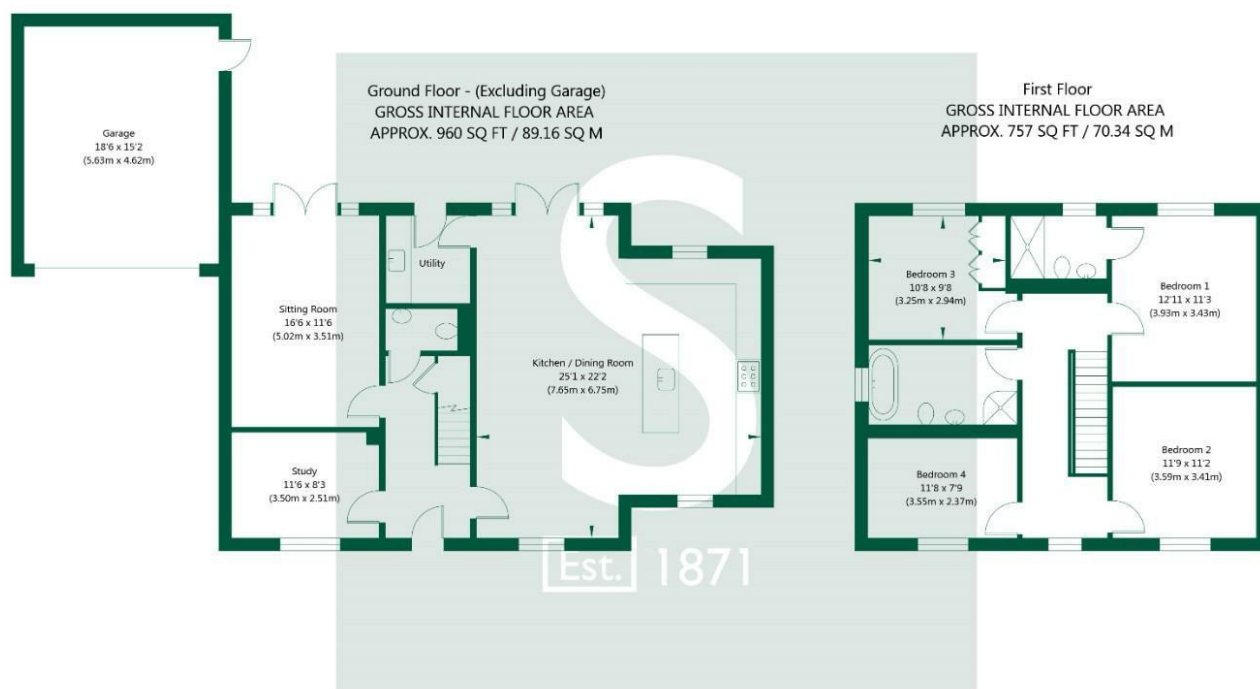 Ground Floor - (Excluding Garage)
GROSS INTERNAL FLOOR AREA
APPROX. 960 SQ FT / 89.16 SQ M
First Floor
GROSS INTERNAL FLOOR AREA
APPROX. 757 SQ FT / 70.34 SQ M
Garage
18'6 x 15'2
(5.63m x 4.62m)
Utility
Sitting Room
16'6 x 11'6
(5.02m x 3.51m)
Kitchen / Dining Room
25'1 x 22'2
(7.65m x 6.75m)
Study
11'6 x 8'3
(3.50m x 2.51m)
Bedroom 3
10'8 x 9'8
(3.25m x 2.94m)
Bedroom 1
12'11 x 11'3
(3.93m x 3.43m)
Bedroom 4
11'8 x 7'9
(3.55m x 2.37m)
Bedroom 2
11'9 x 11'2
(3.59m x 3.41m)
S
Est. 1871